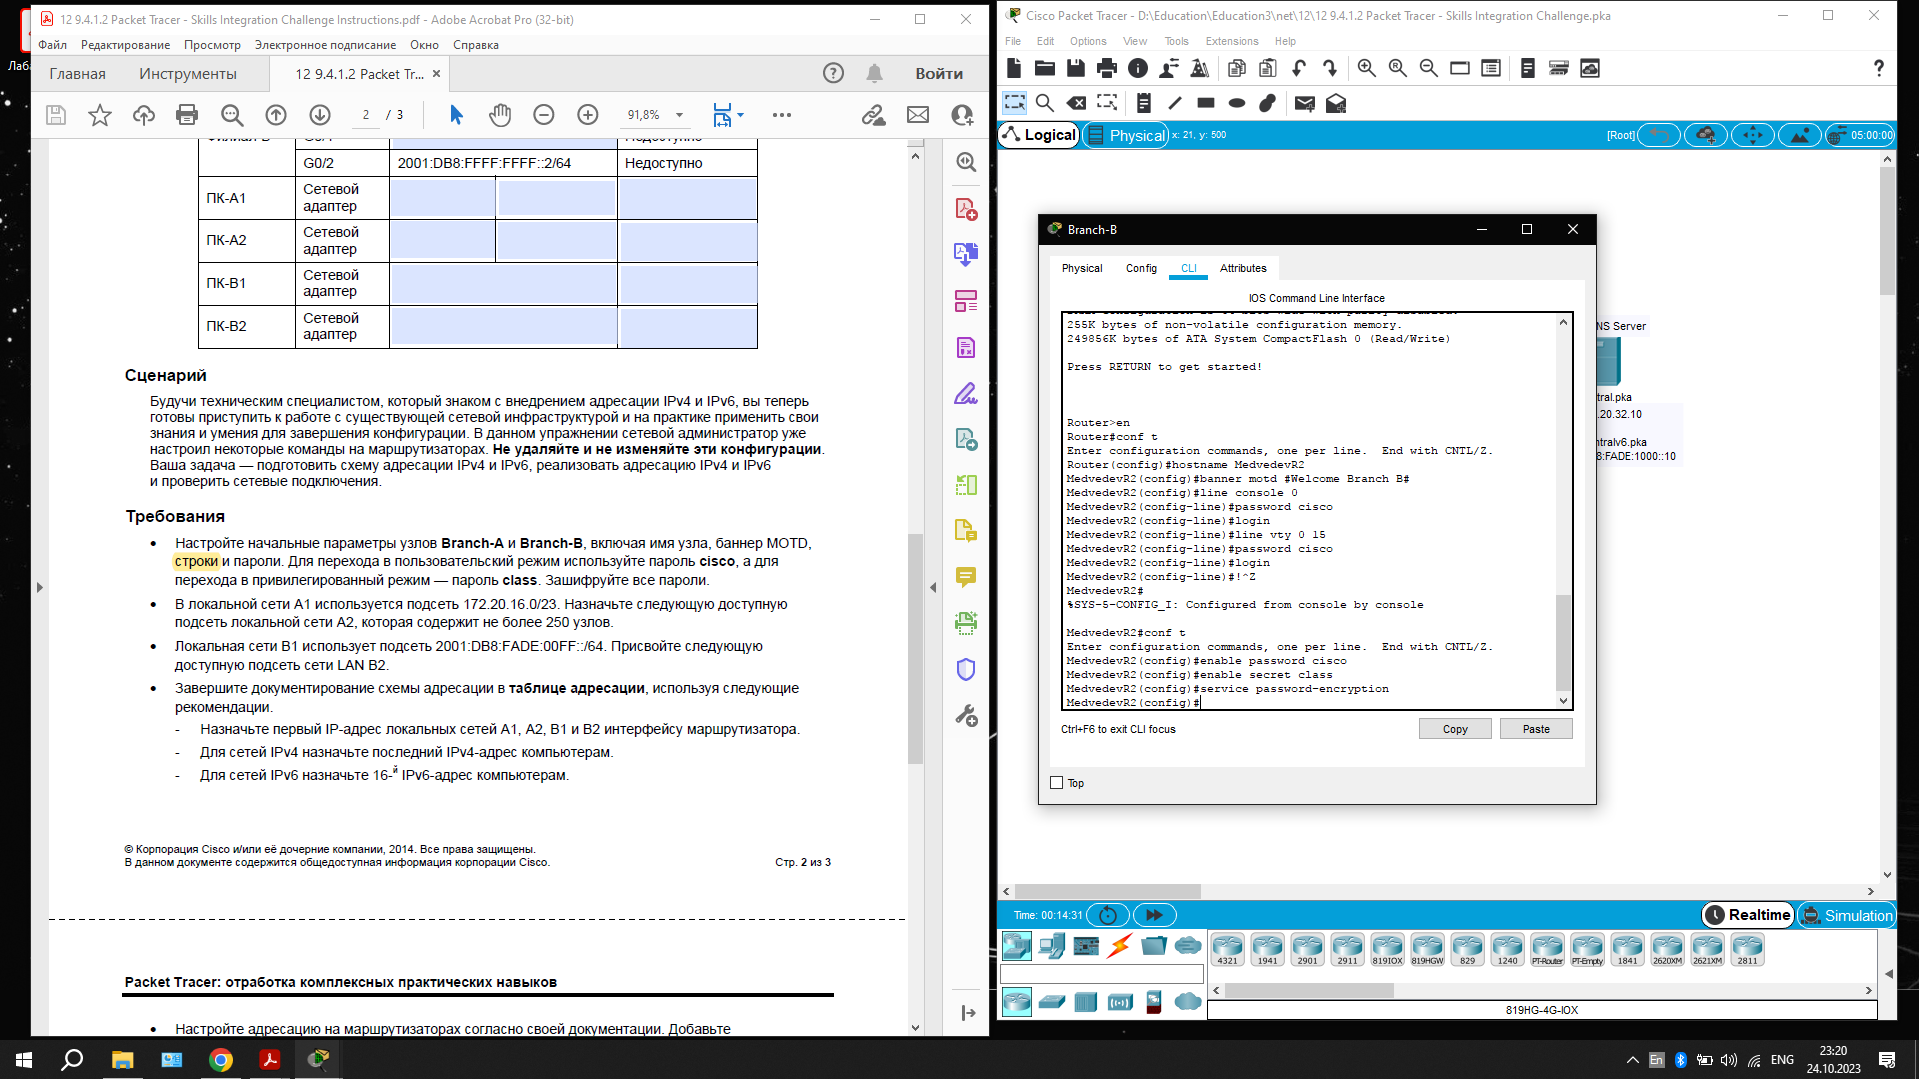 12 9.4.1.2 Packet Tracer - Skills Integration Challenge Instructions.pdf - Adobe Acrobat Pro (32-bit)
Файл Редактирование Просмотр Электронное подписание Окно Справка
Главная Инструменты 12 9.4.1.2 Packet Tr... × Войти
2 / 3 91,8%
G0/2 2001:DB8:FFFF:FFFF::2/64 Недоступно
ПК-A1 Сетевой адаптер
ПК-A2 Сетевой адаптер
ПК-B1 Сетевой адаптер
ПК-B2 Сетевой адаптер
Сценарий
Будучи техническим специалистом, который знаком с внедрением адресации IPv4 и IPv6, вы теперь
готовы приступить к работе с существующей сетевой инфраструктурой и на практике применить свои
знания и умения для завершения конфигурации. В данном упражнении сетевой администратор уже
настроил некоторые команды на маршрутизаторах. Не удаляйте и не изменяйте эти конфигурации.
Ваша задача — подготовить схему адресации IPv4 и IPv6, реализовать адресацию IPv4 и IPv6
и проверить сетевые подключения.
Требования
• Настройте начальные параметры узлов Branch-A и Branch-B, включая имя узла, баннер MOTD,
строки и пароли. Для перехода в пользовательский режим используйте пароль cisco, а для
перехода в привилегированный режим — пароль class. Зашифруйте все пароли.
• В локальной сети A1 используется подсеть 172.20.16.0/23. Назначьте следующую доступную
подсеть локальной сети A2, которая содержит не более 250 узлов.
• Локальная сеть B1 использует подсеть 2001:DB8:FADE:00FF::/64. Присвойте следующую
доступную подсеть сети LAN B2.
• Завершите документирование схемы адресации в таблице адресации, используя следующие
рекомендации.
- Назначьте первый IP-адрес локальных сетей A1, A2, B1 и B2 интерфейсу маршрутизатора.
- Для сетей IPv4 назначьте последний IPv4-адрес компьютерам.
- Для сетей IPv6 назначьте 16-й IPv6-адрес компьютерам.
© Корпорация Cisco и/или её дочерние компании, 2014. Все права защищены.
В данном документе содержится общедоступная информация корпорации Cisco. Стр. 2 из 3
Packet Tracer: отработка комплексных практических навыков
• Настройте адресацию на маршрутизаторах согласно своей документации. Добавьте
Cisco Packet Tracer - D:\Education\Education3\net\12\12 9.4.1.2 Packet Tracer - Skills Integration Challenge.pka
File Edit Options View Tools Extensions Help
Logical Physical x: 21, y: 500 [Root] 05:00:00
NS Server
tral.pka
.20.32.10
ntralv6.pka
8:FADE:1000::10
Branch-B
Physical Config CLI Attributes
IOS Command Line Interface
255K bytes of non-volatile configuration memory.
249856K bytes of ATA System CompactFlash 0 (Read/Write)
Press RETURN to get started!
Router>en
Router#conf t
Enter configuration commands, one per line. End with CNTL/Z.
Router(config)#hostname MedvedevR2
MedvedevR2(config)#banner motd #Welcome Branch B#
MedvedevR2(config)#line console 0
MedvedevR2(config-line)#password cisco
MedvedevR2(config-line)#login
MedvedevR2(config-line)#line vty 0 15
MedvedevR2(config-line)#password cisco
MedvedevR2(config-line)#login
MedvedevR2(config-line)#!^Z
MedvedevR2#
%SYS-5-CONFIG_I: Configured from console by console
MedvedevR2#conf t
Enter configuration commands, one per line. End with CNTL/Z.
MedvedevR2(config)#enable password cisco
MedvedevR2(config)#enable secret class
MedvedevR2(config)#service password-encryption
MedvedevR2(config)#
Ctrl+F6 to exit CLI focus Copy Paste
Top
Time: 00:14:31 Realtime Simulation
4321 1941 2901 2911 819IOX 819HGW 829 1240 PT-Router PT-Empty 1841 2620XM 2621XM 2811
819HG-4G-IOX
En ENG 23:20 24.10.2023